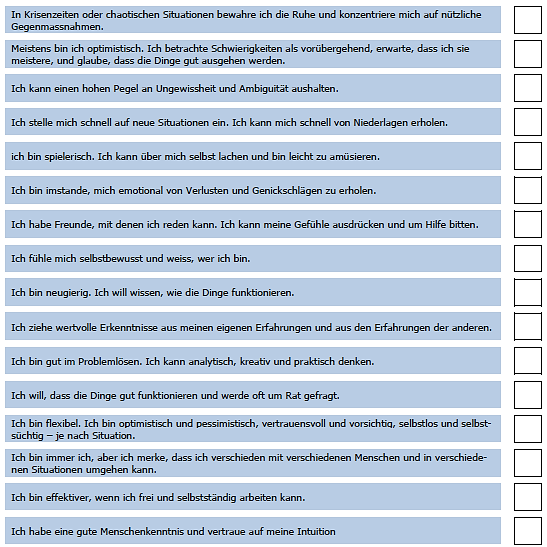 In Krisenzeiten oder chaotischen Situationen bewahre ich die Ruhe und konzentriere mich auf nützliche
Gegenmassnahmen.
Meistens bin ich optimistisch. Ich betrachte Schwierigkeiten als vorübergehend, erwarte, dass ich sie
meistere, und glaube, dass die Dinge gut ausgehen werden.
Ich kann einen hohen Pegel an Ungewissheit und Ambiguität aushalten.
Ich stelle mich schnell auf neue Situationen ein. Ich kann mich schnell von Niederlagen erholen.
ich bin spielerisch. Ich kann über mich selbst lachen und bin leicht zu amüsieren.
Ich bin imstande, mich emotional von Verlusten und Genickschlägen zu erholen.
Ich habe Freunde, mit denen ich reden kann. Ich kann meine Gefühle ausdrücken und um Hilfe bitten.
Ich fühle mich selbstbewusst und weiss, wer ich bin.
Ich bin neugierig. Ich will wissen, wie die Dinge funktionieren.
Ich ziehe wertvolle Erkenntnisse aus meinen eigenen Erfahrungen und aus den Erfahrungen der anderen.
Ich bin gut im Problemlösen. Ich kann analytisch, kreativ und praktisch denken.
Ich will, dass die Dinge gut funktionieren und werde oft um Rat gefragt.
Ich bin flexibel. Ich bin optimistisch und pessimistisch, vertrauensvoll und vorsichtig, selbstlos und selbst-
süchtig – je nach Situation.
Ich bin immer ich, aber ich merke, dass ich verschieden mit verschiedenen Menschen und in verschiede-
nen Situationen umgehen kann.
Ich bin effektiver, wenn ich frei und selbstständig arbeiten kann.
Ich habe eine gute Menschenkenntnis und vertraue auf meine Intuition